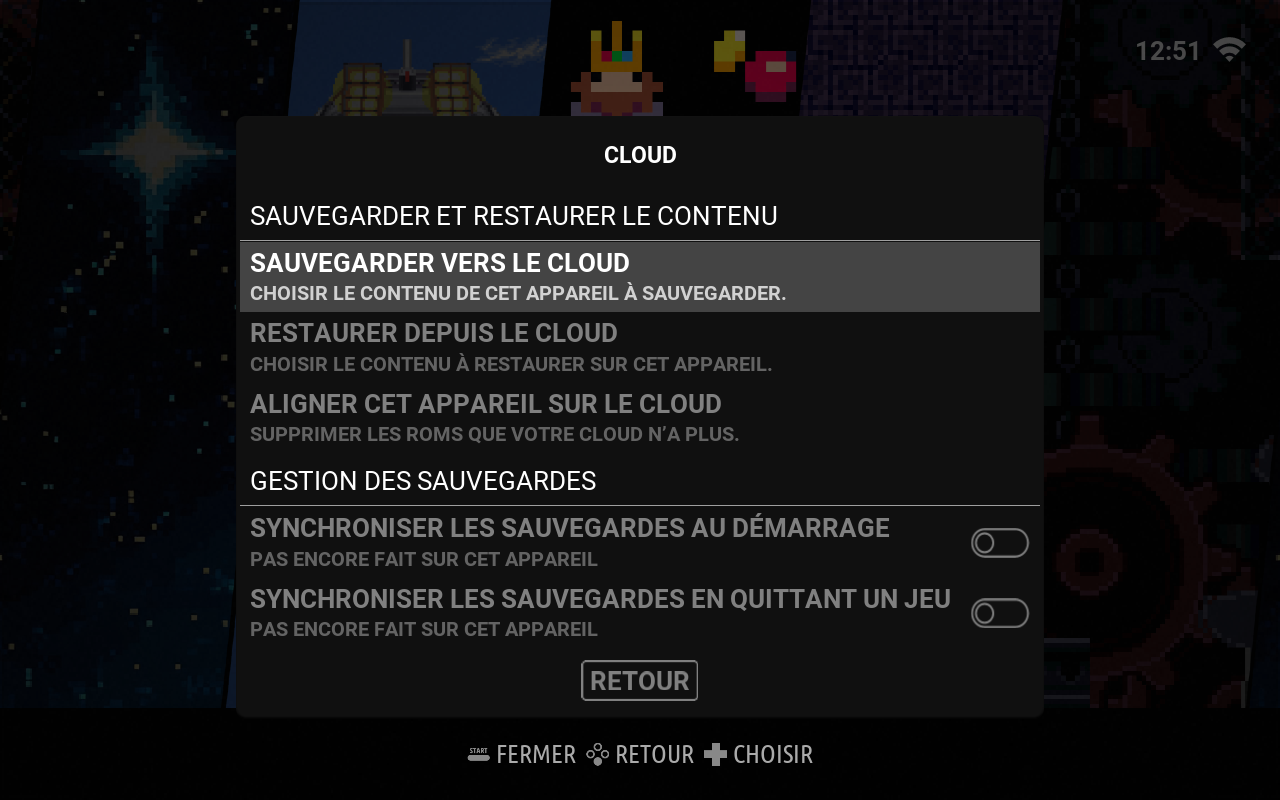 12:51
CLOUD
SAUVEGARDER ET RESTAURER LE CONTENU
SAUVEGARDER VERS LE CLOUD
CHOISIR LE CONTENU DE CET APPAREIL À SAUVEGARDER.
RESTAURER DEPUIS LE CLOUD
CHOISIR LE CONTENU À RESTAURER SUR CET APPAREIL.
ALIGNER CET APPAREIL SUR LE CLOUD
SUPPRIMER LES ROMS QUE VOTRE CLOUD N’A PLUS.
GESTION DES SAUVEGARDES
SYNCHRONISER LES SAUVEGARDES AU DÉMARRAGE
PAS ENCORE FAIT SUR CET APPAREIL
SYNCHRONISER LES SAUVEGARDES EN QUITTANT UN JEU
PAS ENCORE FAIT SUR CET APPAREIL
RETOUR
START FERMER RETOUR CHOISIR